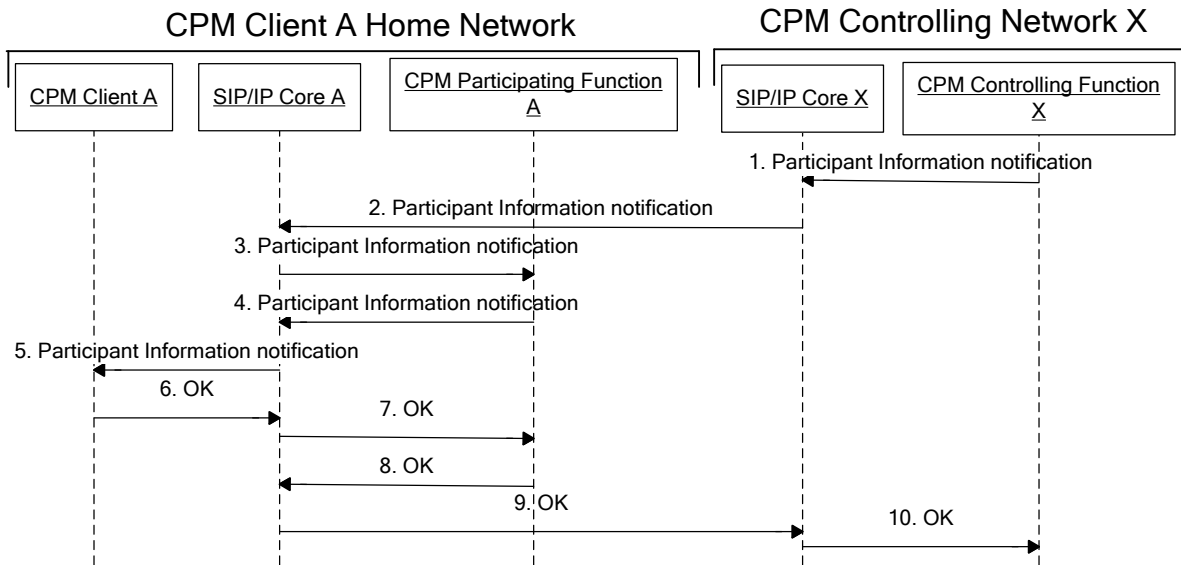 CPM Client A Home Network
CPM Controlling Network X
CPM Client A
SIP/IP Core A
CPM Participating Function
A
SIP/IP Core X
CPM Controlling Function
X
1. Participant Information notification
2. Participant Information notification
3. Participant Information notification
4. Participant Information notification
5. Participant Information notification
6. OK
7. OK
8. OK
9. OK
10. OK